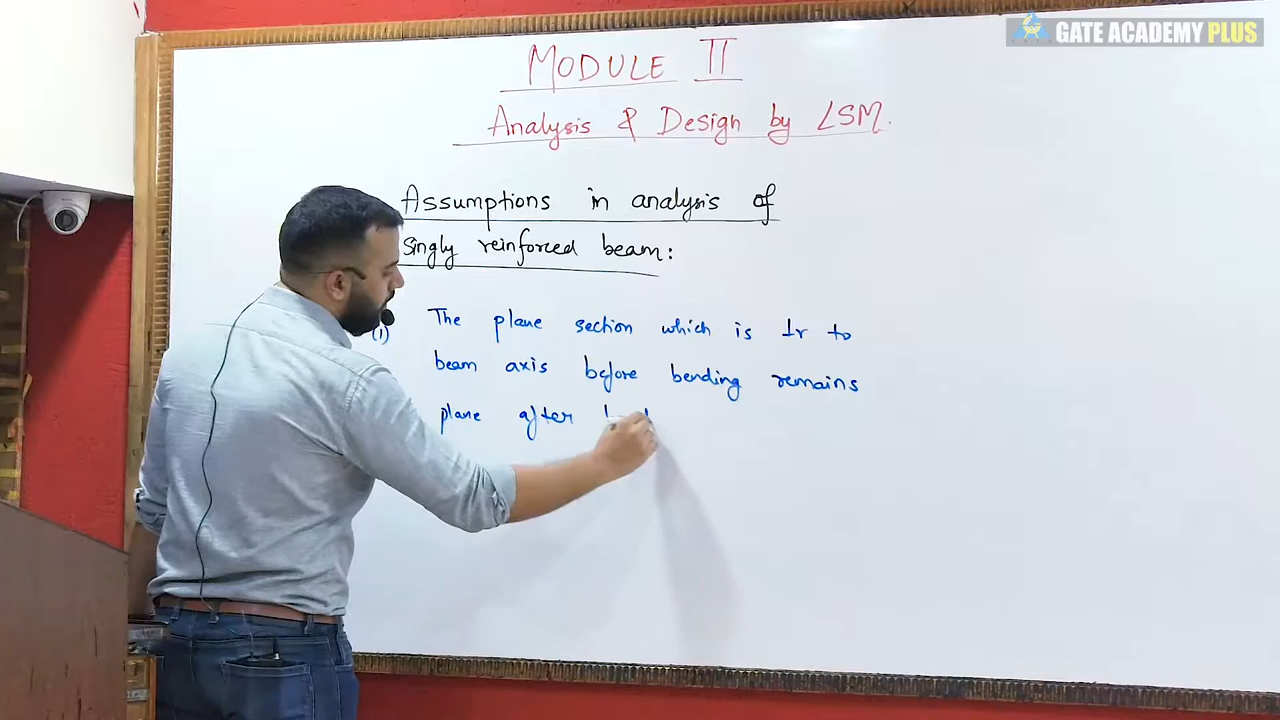 GATE ACADEMY PLUS
MODULE II
Analysis & Design by LSM.
Assumptions in analysis of
singly reinforced beam:
(1) The plane section which is ⊥r to
beam axis before bending remains
plane after